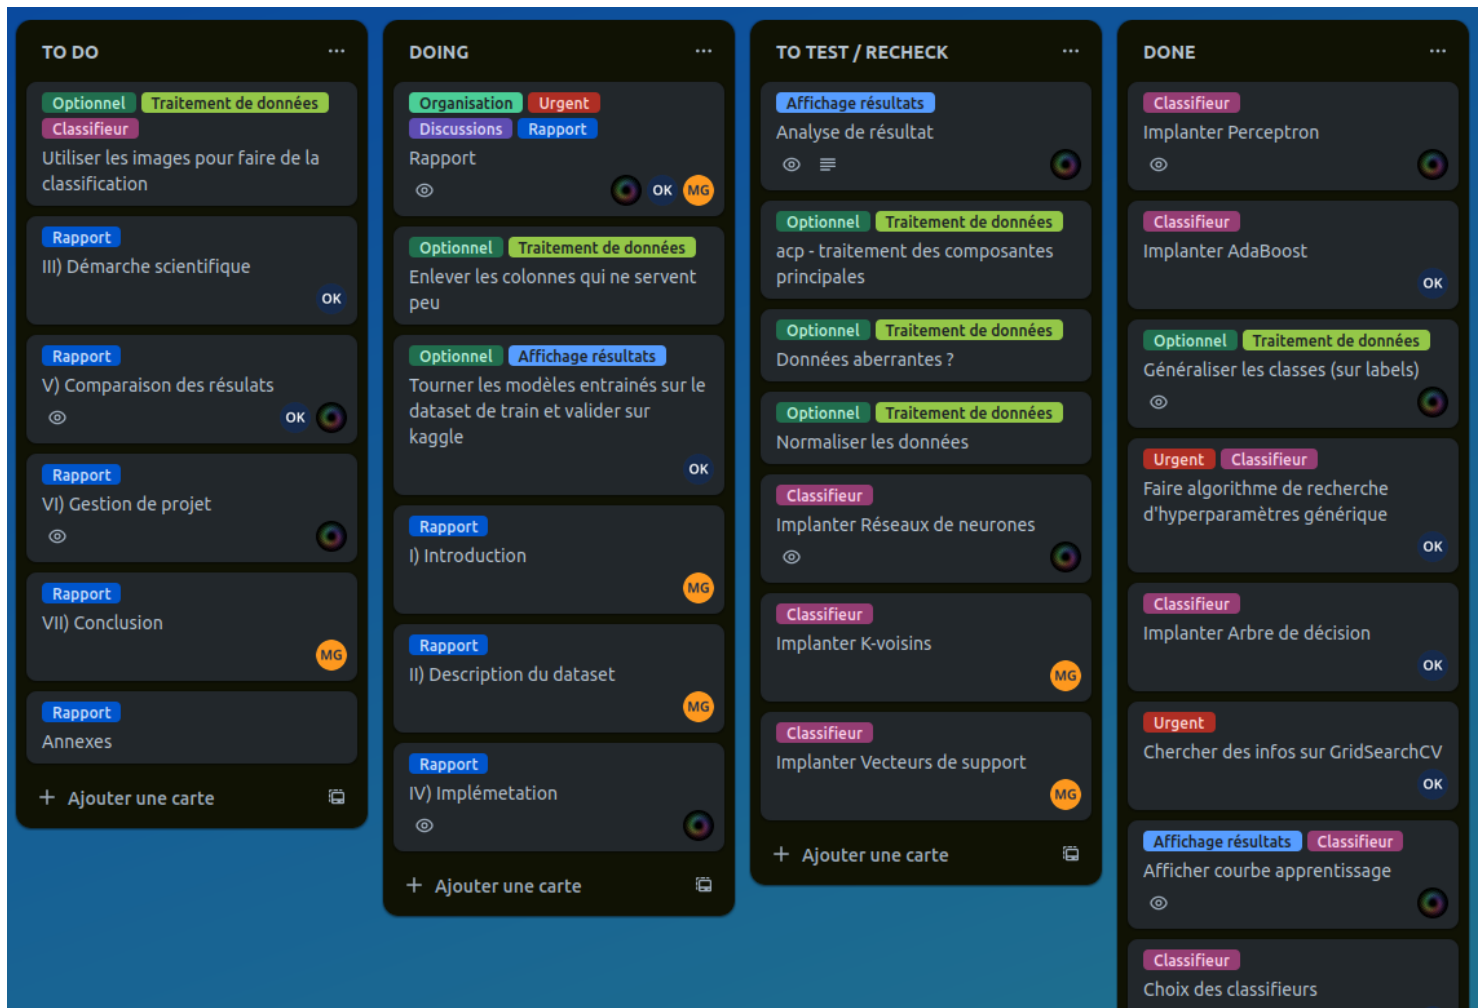 TO DO
Optionnel Traitement de données
Classifieur
Utiliser les images pour faire de la
classification
Rapport
III) Démarche scientifique
OK
Rapport
V) Comparaison des résulats
OK
Rapport
VI) Gestion de projet
Rapport
VII) Conclusion
MG
Rapport
Annexes
+ Ajouter une carte
DOING
Organisation Urgent
Discussions Rapport
Rapport
OK MG
Optionnel Traitement de données
Enlever les colonnes qui ne servent
peu
Optionnel Affichage résultats
Tourner les modèles entrainés sur le
dataset de train et valider sur
kaggle
OK
Rapport
I) Introduction
MG
Rapport
II) Description du dataset
MG
Rapport
IV) Implémetation
+ Ajouter une carte
TO TEST / RECHECK
Affichage résultats
Analyse de résultat
Optionnel Traitement de données
acp - traitement des composantes
principales
Optionnel Traitement de données
Données aberrantes ?
Optionnel Traitement de données
Normaliser les données
Classifieur
Implanter Réseaux de neurones
Classifieur
Implanter K-voisins
MG
Classifieur
Implanter Vecteurs de support
MG
+ Ajouter une carte
DONE
Classifieur
Implanter Perceptron
Classifieur
Implanter AdaBoost
OK
Optionnel Traitement de données
Généraliser les classes (sur labels)
Urgent Classifieur
Faire algorithme de recherche
d'hyperparamètres générique
OK
Classifieur
Implanter Arbre de décision
OK
Urgent
Chercher des infos sur GridSearchCV
OK
Affichage résultats Classifieur
Afficher courbe apprentissage
Classifieur
Choix des classifieurs